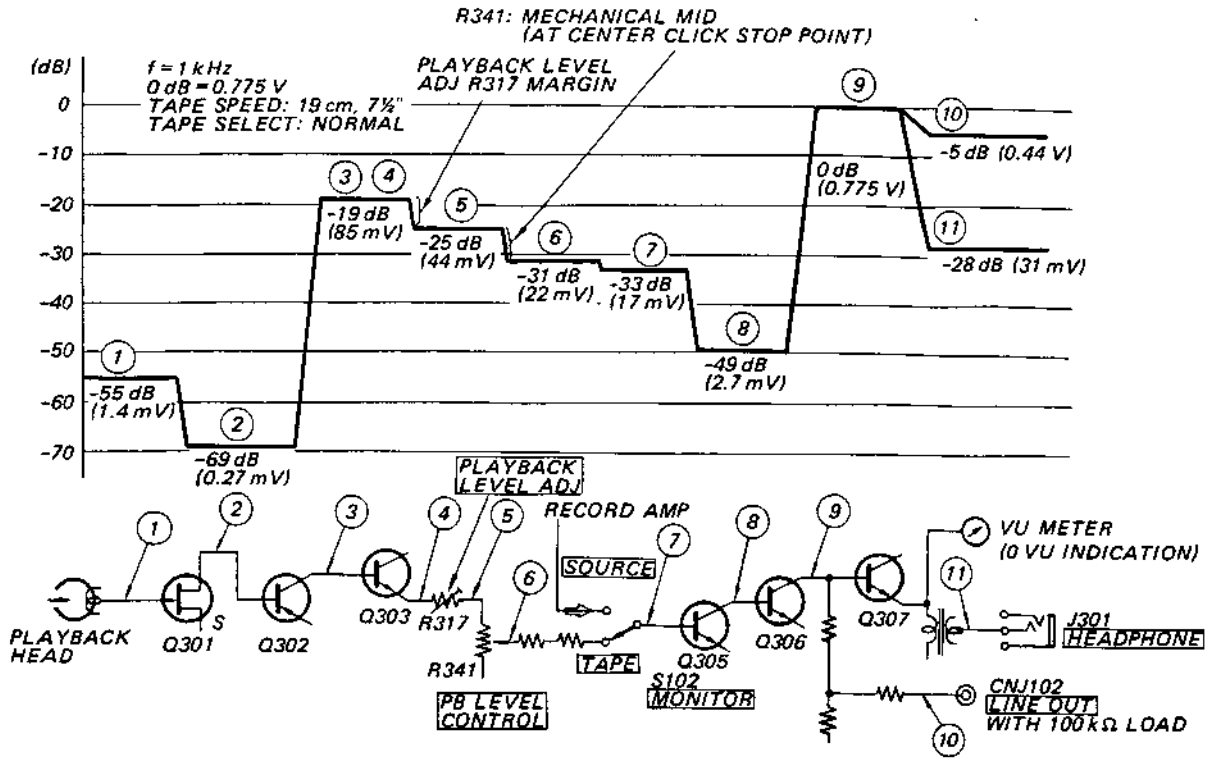 R341: MECHANICAL MID
(AT CENTER CLICK STOP POINT)
(dB)
f = 1 kHz
0 dB = 0.775 V
TAPE SPEED: 19 cm, 7½"
TAPE SELECT: NORMAL
PLAYBACK LEVEL
ADJ R317 MARGIN
0
-10
-20
-30
-40
-50
-60
-70
1
-55 dB
(1.4 mV)
2
-69 dB
(0.27 mV)
3 4
-19 dB
(85 mV)
5
-25 dB
(44 mV)
6
-31 dB
(22 mV)
7
-33 dB
(17 mV)
8
-49 dB
(2.7 mV)
9
0 dB
(0.775 V)
10
-5 dB (0.44 V)
11
-28 dB (31 mV)
PLAYBACK
LEVEL ADJ
RECORD AMP
1
2
3
4
5
6
7
8
9
VU METER
(0 VU INDICATION)
11
SOURCE
PLAYBACK
HEAD
S
Q301
Q302
Q303
R317
R341
PB LEVEL
CONTROL
TAPE
S102
MONITOR
Q305
Q306
Q307
J301
HEADPHONE
CNJ102
LINE OUT
WITH 100 kΩ LOAD
10